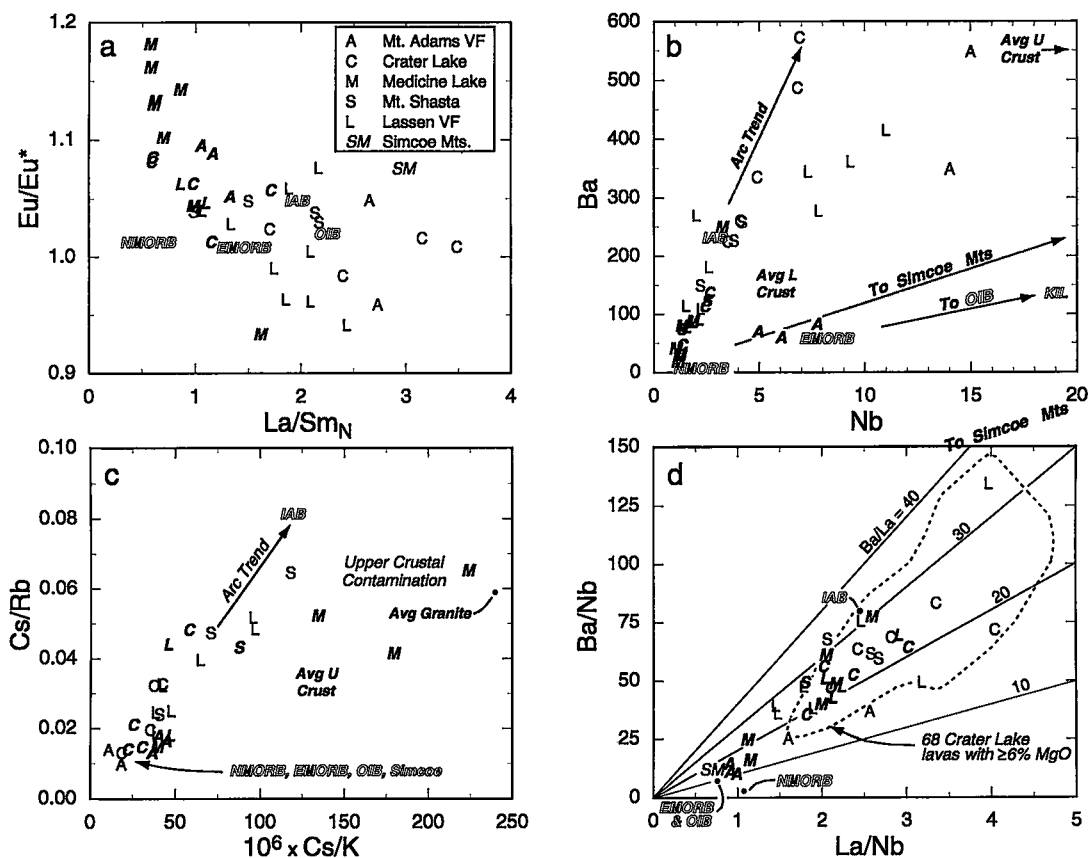 a
A Mt. Adams VF
C Crater Lake
M Medicine Lake
S Mt. Shasta
L Lassen VF
SM Simcoe Mts.
1.2
1.1
1.0
0.9
Eu/Eu*
M
M
M
M
M
C
C
A
A
L
C
A
M
S
L
L
S
C
L
IAB
L
SM
A
S
S
OIB
NMORB
C
EMORB
L
C
L
L
C
C
C
L
L
A
L
M
0 1 2 3 4
La/SmN
b
600
500
400
300
200
100
0
Ba
C
C
Arc Trend
A
Avg U
Crust
L
L
L
A
C
L
L
M
IAB
C
S
S
L
S
Avg L
Crust
To Simcoe Mts
To OIB
KIL
A
A
A
EMORB
NMORB
0 5 10 15 20
Nb
c
0.10
0.08
0.06
0.04
0.02
0.00
Cs/Rb
IAB
Arc Trend
S
Upper Crustal
Contamination
M
Avg Granite
L
L
M
S
C
L
M
M
L
Avg U
Crust
NMORB, EMORB, OIB, Simcoe
0 50 100 150 200 250
10⁶ x Cs/K
d
150
125
100
75
50
25
0
Ba/Nb
To Simcoe Mts
Ba/La = 40
30
20
10
L
IAB
M
L
C
C
S
C
S
S
L
C
L
A
A
M
M
SM
68 Crater Lake
lavas with ≥6% MgO
NMORB
EMORB
& OIB
0 1 2 3 4 5
La/Nb